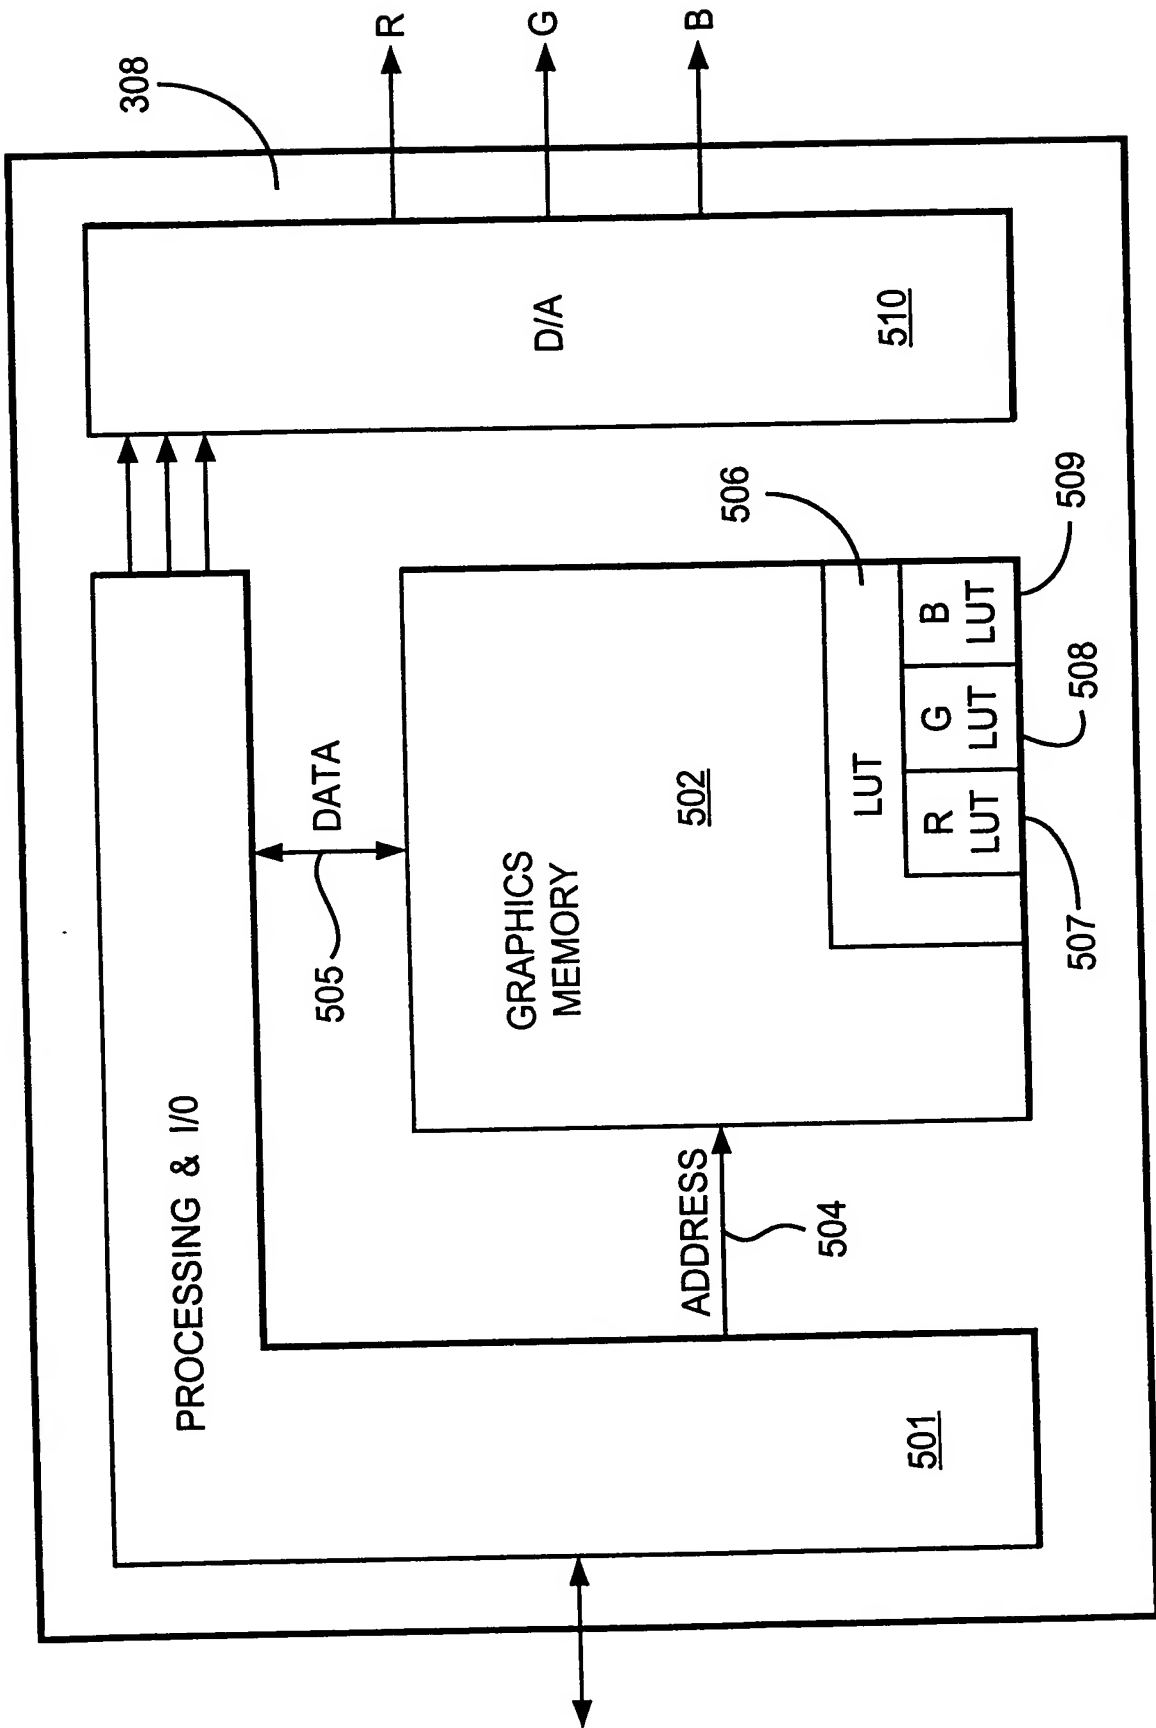 308
R
G
B
D/A
510
PROCESSING & I/0
501
DATA
505
GRAPHICS
MEMORY
502
ADDRESS
504
LUT
506
R
LUT
G
LUT
B
LUT
507
508
509